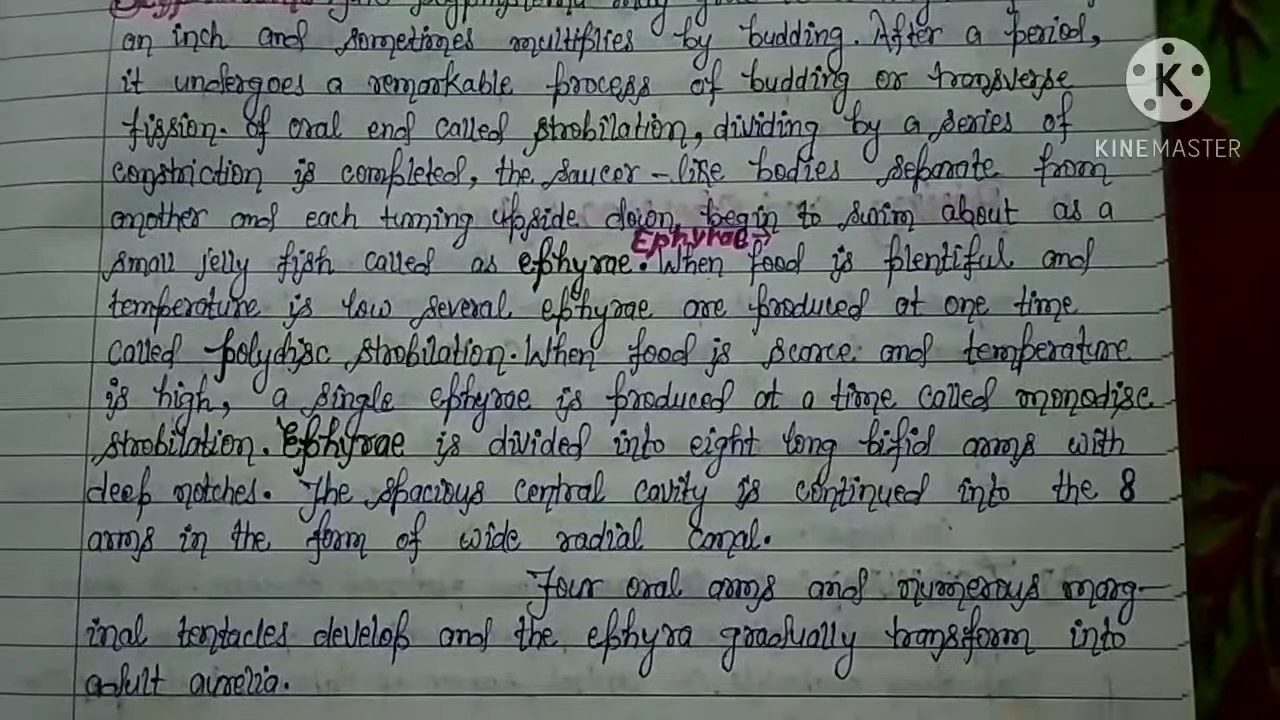 an inch and sometimes multiplies by budding. After a period,
it undergoes a remarkable process of budding or transverse
fission. Of oral end called strobilation, dividing by a series of
constriction is completed, the saucer-like bodies separate from
another and each turning upside down begin to swim about as a
Ephyrae→
small jelly fish called as ephyrae. When food is plentiful and
temperature is low several ephyrae are produced at one time
called polydisc strobilation. When food is scarce and temperature
is high, a single ephyrae is produced at a time called monodisc
strobilation. Ephyrae is divided into eight long bifid arms with
deep notches. The spacious central cavity is continued into the 8
arms in the form of wide radial canal.
Four oral arms and numerous marg-
inal tentacles develop and the ephyra gradually transform into
adult aurelia.
K
KINEMASTER